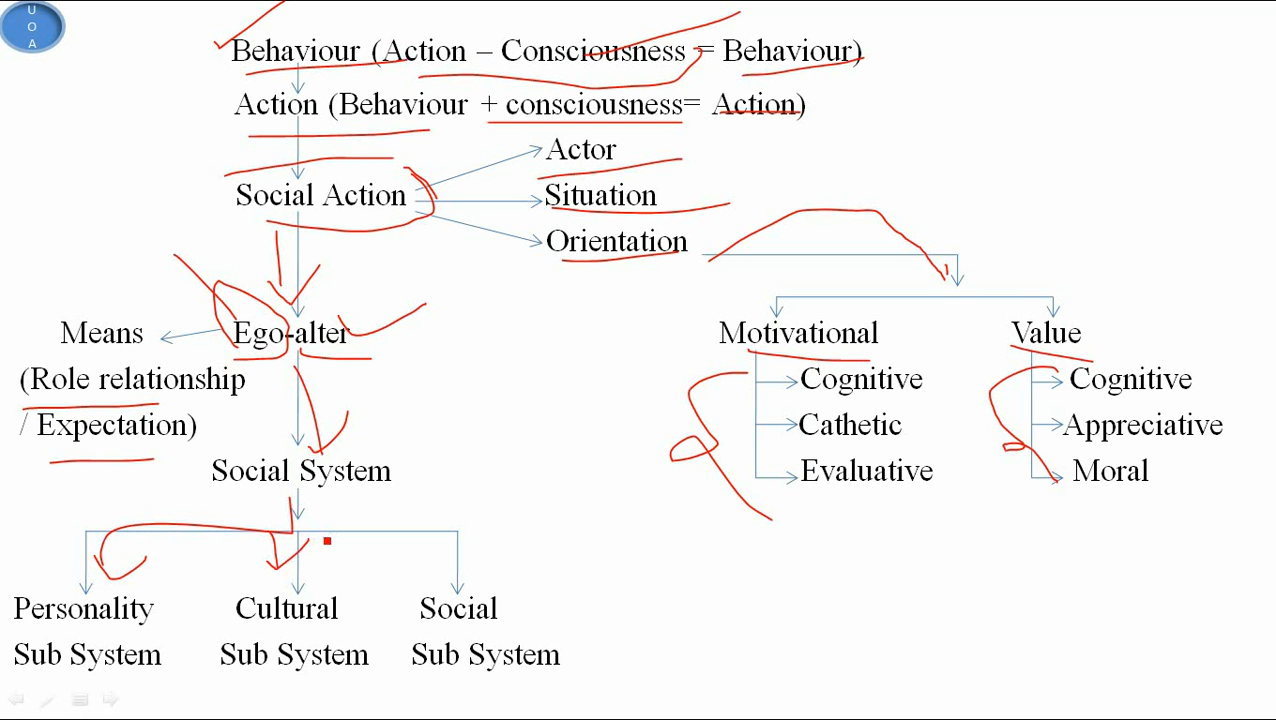 U
O
A
Behaviour (Action – Consciousness = Behaviour)
Action (Behaviour + consciousness= Action)
Actor
Social Action
Situation
Orientation
Means
Ego-alter
Motivational
Value
(Role relationship
/ Expectation)
Cognitive
Cathetic
Evaluative
Cognitive
Appreciative
Moral
Social System
Personality
Sub System
Cultural
Sub System
Social
Sub System